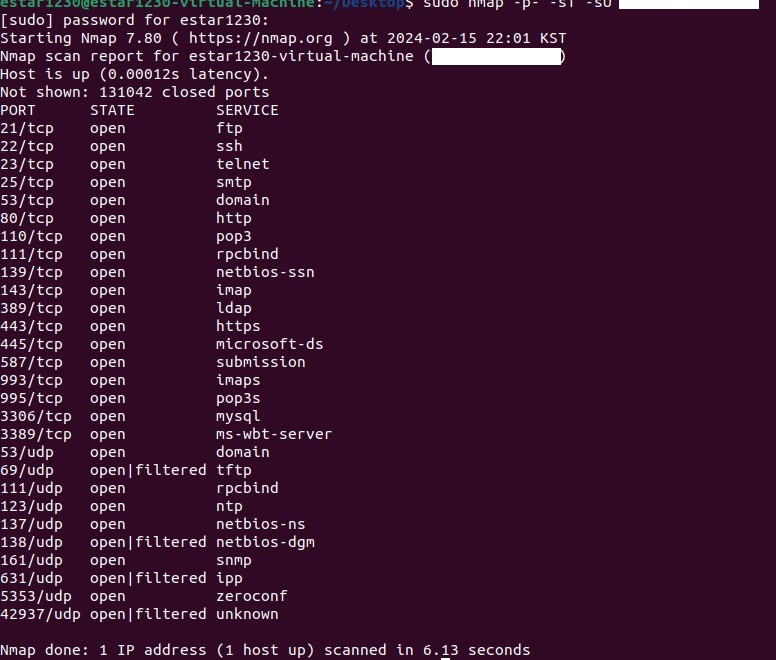 estar1230@estar1230-virtual-machine:~/Desktop$ sudo nmap -p- -sT -sU
[sudo] password for estar1230:
Starting Nmap 7.80 ( https://nmap.org ) at 2024-02-15 22:01 KST
Nmap scan report for estar1230-virtual-machine ( )
Host is up (0.00012s latency).
Not shown: 131042 closed ports
PORT STATE SERVICE
21/tcp open ftp
22/tcp open ssh
23/tcp open telnet
25/tcp open smtp
53/tcp open domain
80/tcp open http
110/tcp open pop3
111/tcp open rpcbind
139/tcp open netbios-ssn
143/tcp open imap
389/tcp open ldap
443/tcp open https
445/tcp open microsoft-ds
587/tcp open submission
993/tcp open imaps
995/tcp open pop3s
3306/tcp open mysql
3389/tcp open ms-wbt-server
53/udp open domain
69/udp open|filtered tftp
111/udp open rpcbind
123/udp open ntp
137/udp open netbios-ns
138/udp open|filtered netbios-dgm
161/udp open snmp
631/udp open|filtered ipp
5353/udp open zeroconf
42937/udp open|filtered unknown
Nmap done: 1 IP address (1 host up) scanned in 6.13 seconds